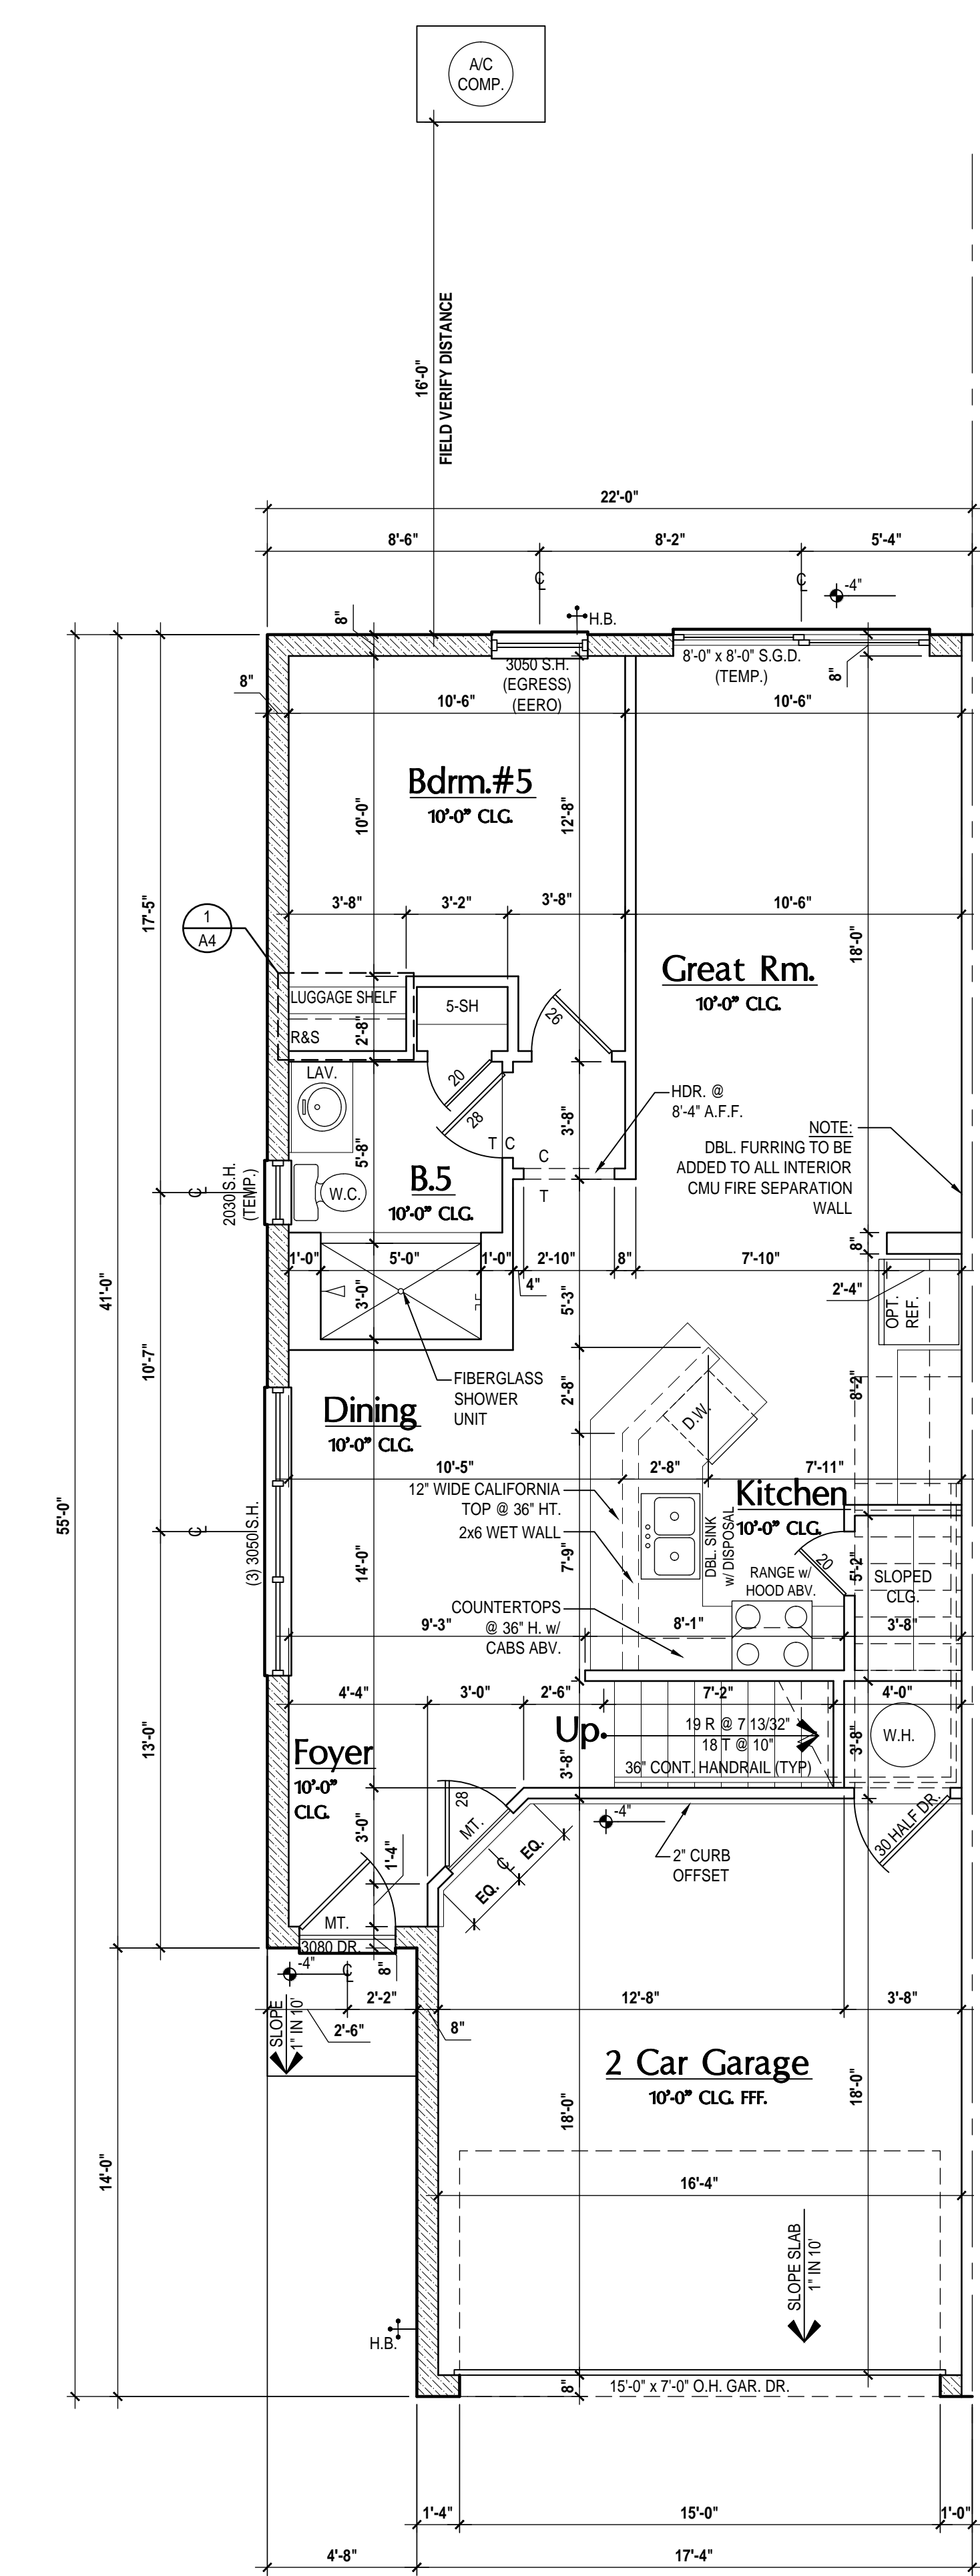 A/C
COMP.
16'-0"
FIELD VERIFY DISTANCE
22'-0"
8'-6"
8'-2"
5'-4"
-4"
8"
H.B.
3050 S.H.
(EGRESS)
(EERO)
8'-0" x 8'-0" S.G.D.
(TEMP.)
8"
8"
10'-6"
10'-6"
Bdrm.#5
10'-0" CLG.
10'-0"
12'-8"
3'-8"
3'-2"
3'-8"
10'-6"
17'-5"
1
A4
18'-0"
Great Rm.
10'-0" CLG.
LUGGAGE SHELF
R&S
2'-8"
5-SH
26
20
28
LAV.
HDR. @
8'-4" A.F.F.
3'-8"
NOTE:
DBL. FURRING TO BE
ADDED TO ALL INTERIOR
CMU FIRE SEPARATION
WALL
T C
C
T
5'-8"
B.5
10'-0" CLG.
W.C.
2030 S.H.
(TEMP.)
41'-0"
10'-7"
55'-0"
1'-0"
5'-0"
1'-0"
2'-10"
8"
7'-10"
8"
4"
2'-4"
3'-0"
5'-3"
OPT.
REF.
FIBERGLASS
SHOWER
UNIT
2'-8"
8'-2"
D.W.
Dining
10'-0" CLG.
10'-5"
2'-8"
7'-11"
12" WIDE CALIFORNIA
TOP @ 36" HT.
2x6 WET WALL
Kitchen
10'-0" CLG.
DBL. SINK
w/ DISPOSAL
(3) 3050 S.H.
14'-0"
7'-9"
20
5'-2"
RANGE w/
HOOD ABV.
SLOPED
CLG.
COUNTERTOPS
@ 36" H. w/
CABS ABV.
9'-3"
8'-1"
3'-8"
4'-4"
3'-0"
2'-6"
7'-2"
4'-0"
13'-0"
Up
19 R @ 7 13/32"
18 T @ 10"
36" CONT. HANDRAIL (TYP)
3'-8"
3'-8"
W.H.
Foyer
10'-0"
CLG.
28
MT.
-4"
30 HALF DR.
3'-0"
1'-4"
2" CURB
OFFSET
EQ.
EQ.
MT.
3080 DR.
-4"
8"
2'-2"
2'-6"
8"
12'-8"
3'-8"
SLOPE
1" IN 10'
2 Car Garage
10'-0" CLG. FFF.
18'-0"
18'-0"
14'-0"
16'-4"
SLOPE SLAB
1" IN 10'
H.B.
8"
15'-0" x 7'-0" O.H. GAR. DR.
1'-4"
15'-0"
1'-0"
4'-8"
17'-4"